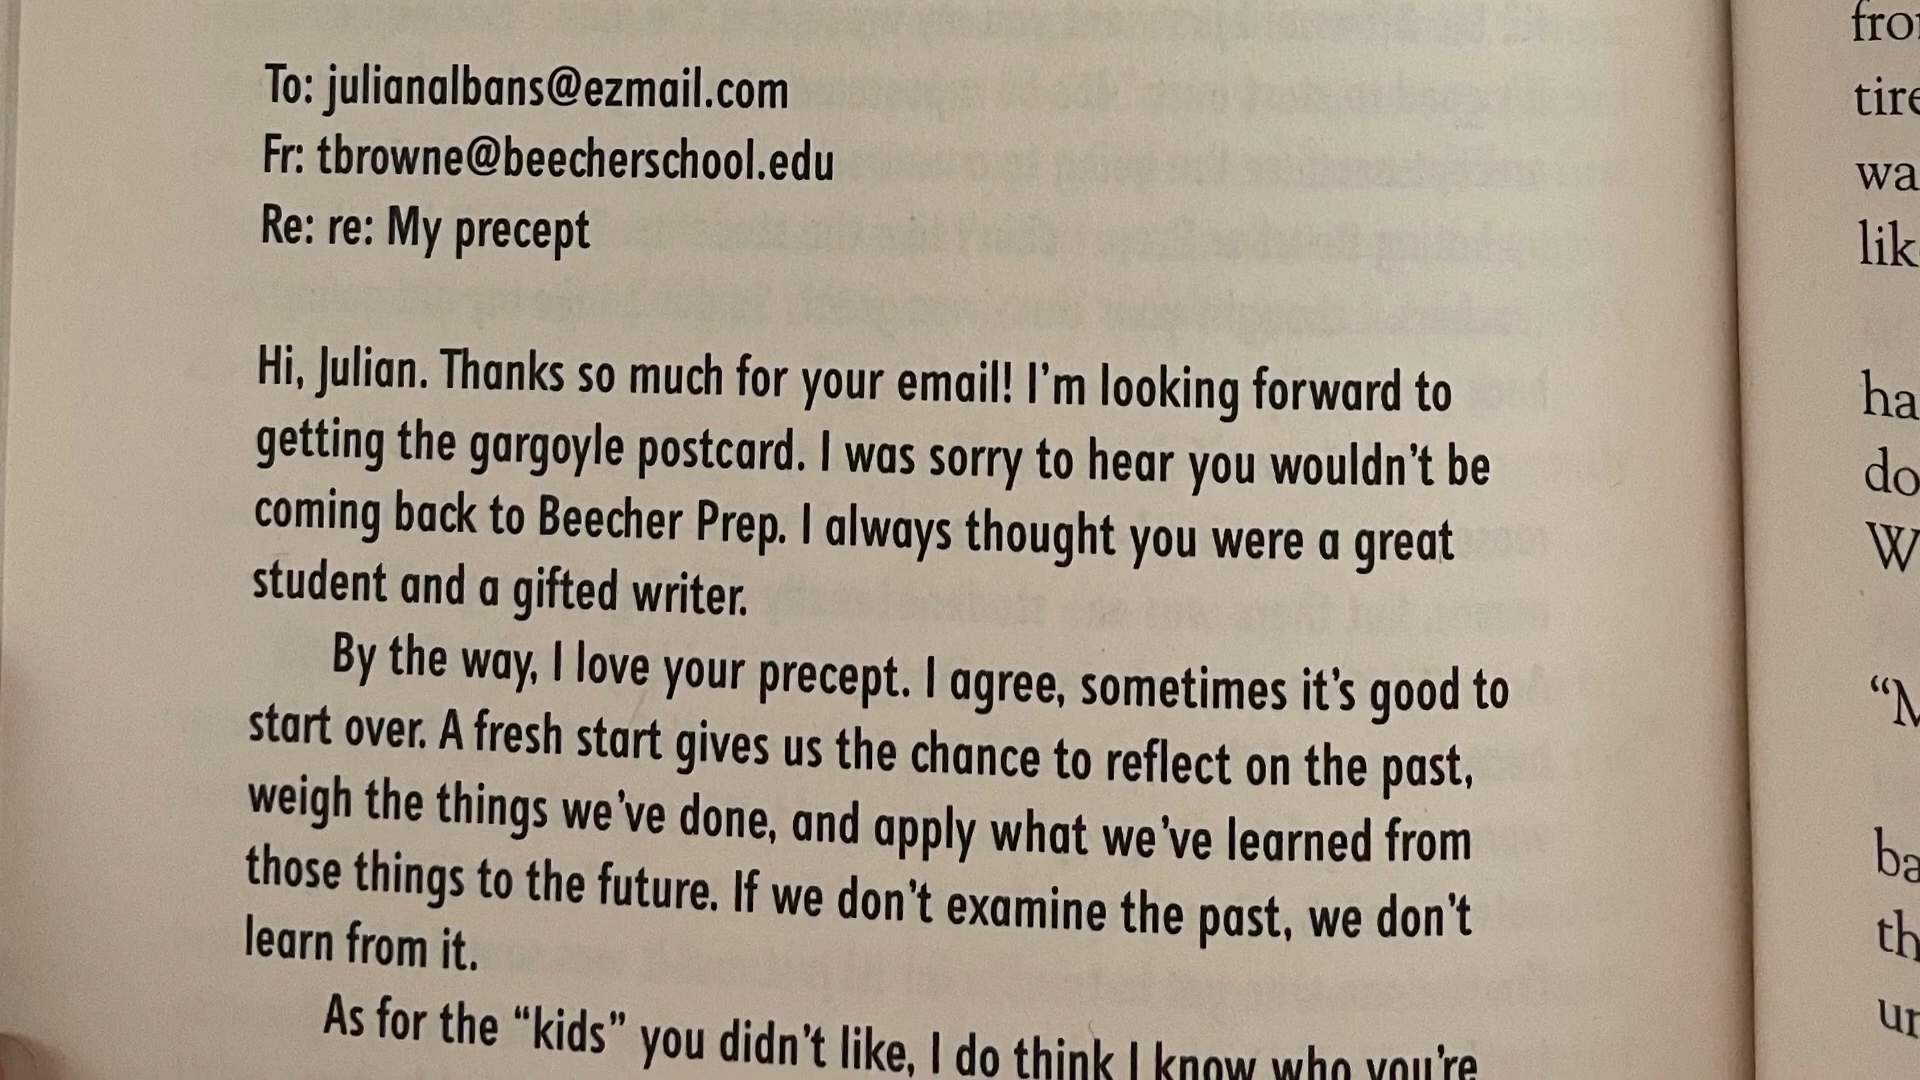 To: julianalbans@ezmail.com
Fr: tbrowne@beecherschool.edu
Re: re: My precept
Hi, Julian. Thanks so much for your email! I'm looking forward to
getting the gargoyle postcard. I was sorry to hear you wouldn't be
coming back to Beecher Prep. I always thought you were a great
student and a gifted writer.
By the way, I love your precept. I agree, sometimes it's good to
start over. A fresh start gives us the chance to reflect on the past,
weigh the things we've done, and apply what we've learned from
those things to the future. If we don't examine the past, we don't
learn from it.
As for the “kids” you didn't like, I do think I know who you're